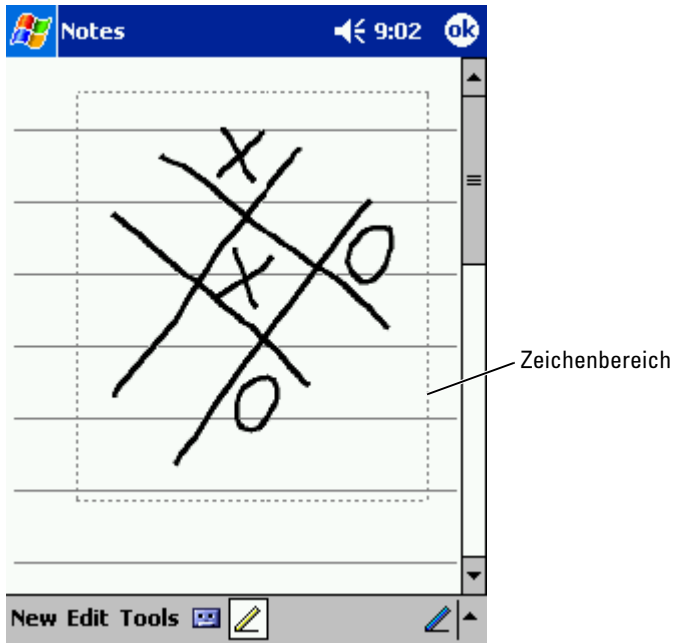 Notes 9:02 ok
X
X O
O
Zeichenbereich
New Edit Tools